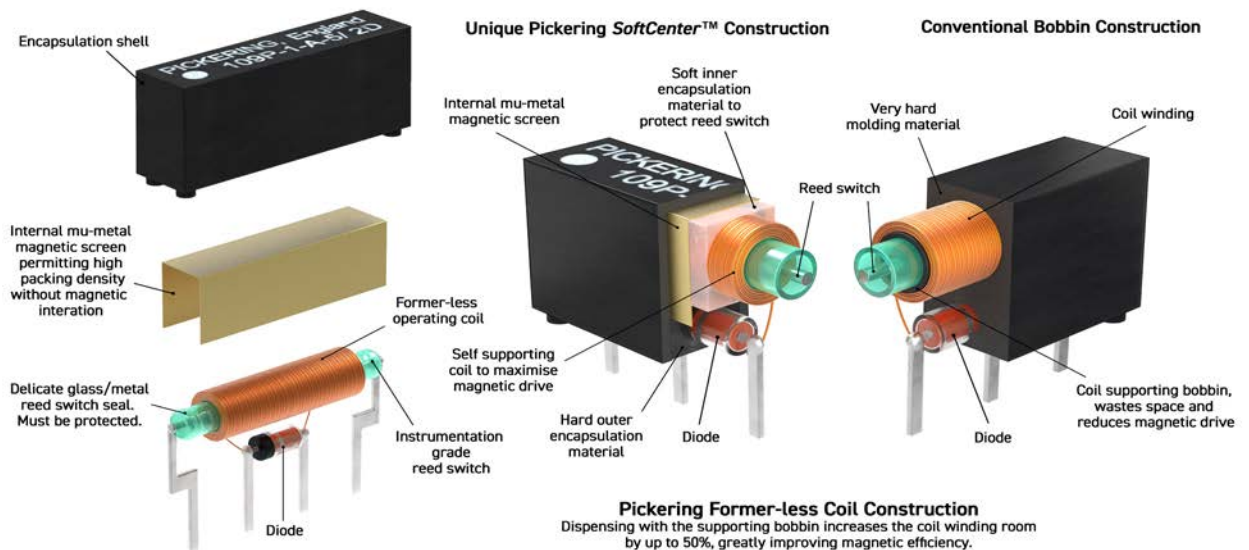 Encapsulation shell
PICKERING, England
109P-1-A-5/ 2D
Internal mu-metal
magnetic screen
permitting high
packing density
without magnetic
interation
Former-less
operating coil
Delicate glass/metal
reed switch seal.
Must be protected.
Instrumentation
grade
reed switch
Diode
Unique Pickering SoftCenter™ Construction
Internal mu-metal
magnetic screen
Soft inner
encapsulation
material to
protect reed switch
PICKERING
109P-
Reed switch
Self supporting
coil to maximise
magnetic drive
Hard outer
encapsulation
material
Diode
Conventional Bobbin Construction
Very hard
molding material
Coil winding
Coil supporting bobbin,
wastes space and
reduces magnetic drive
Diode
Pickering Former-less Coil Construction
Dispensing with the supporting bobbin increases the coil winding room
by up to 50%, greatly improving magnetic efficiency.